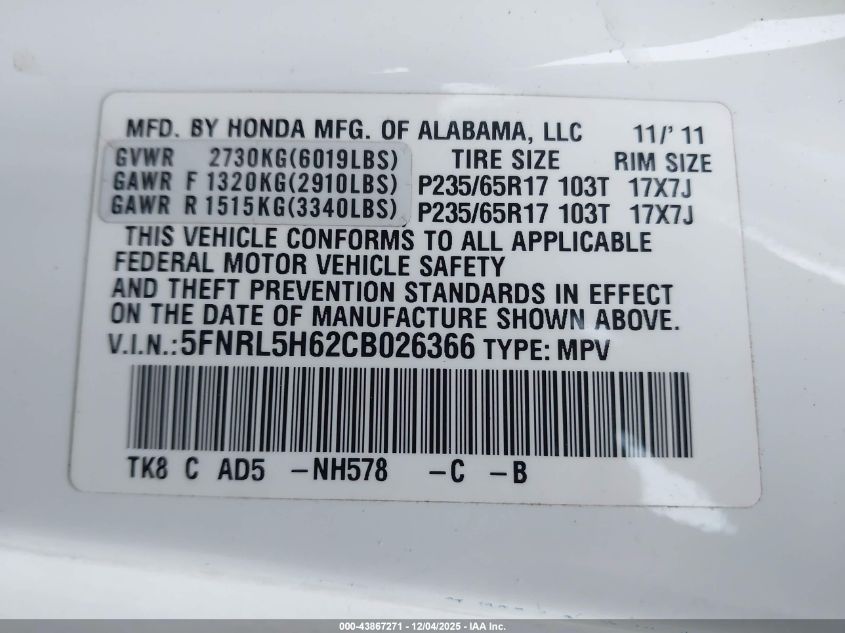 MFD. BY HONDA MFG. OF ALABAMA, LLC 11/'11
GVWR 2730KG(6019LBS) TIRE SIZE RIM SIZE
GAWR F 1320KG(2910LBS) P235/65R17 103T 17X7J
GAWR R 1515KG(3340LBS) P235/65R17 103T 17X7J
THIS VEHICLE CONFORMS TO ALL APPLICABLE
FEDERAL MOTOR VEHICLE SAFETY
AND THEFT PREVENTION STANDARDS IN EFFECT
ON THE DATE OF MANUFACTURE SHOWN ABOVE.
V.I.N.:5FNRL5H62CB026366 TYPE: MPV
TK8 C AD5 -NH578 -C -B
000-43867271 - 12/04/2025 - IAA Inc.